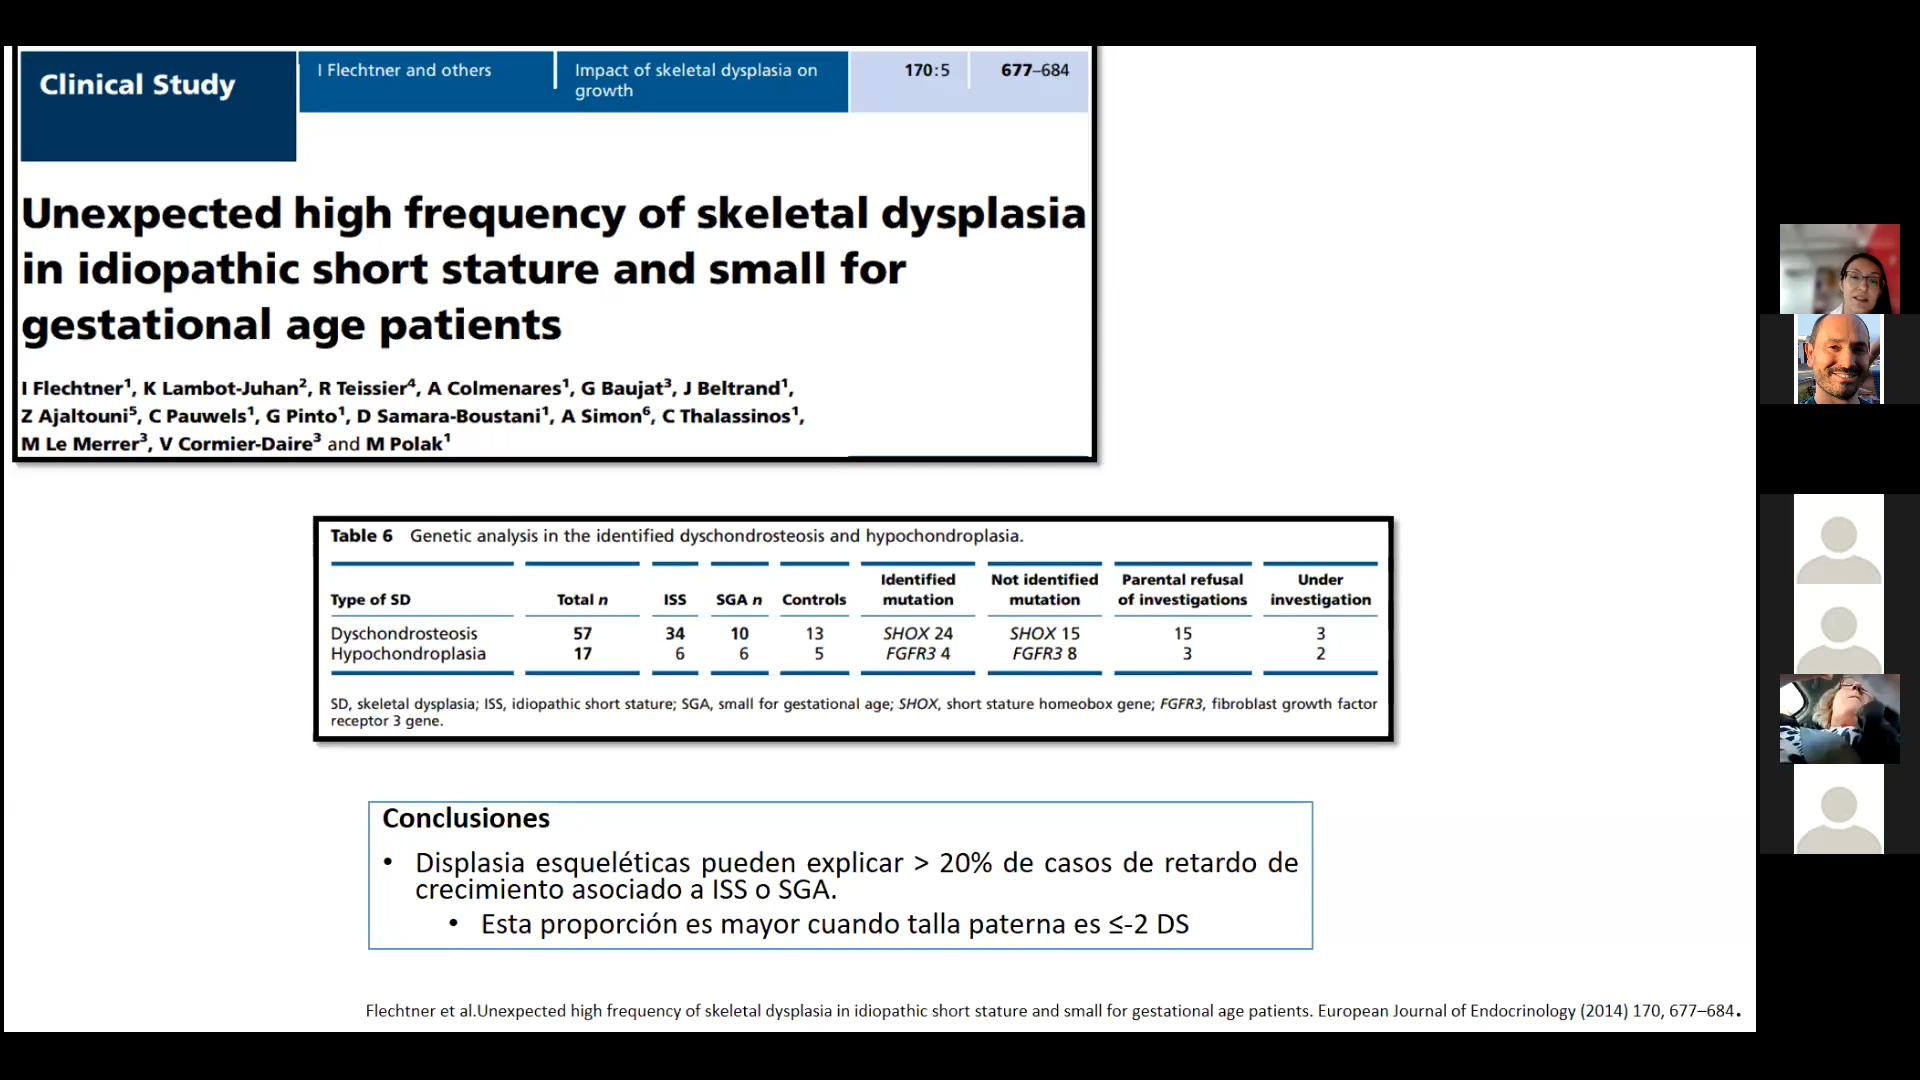 Clinical Study
I Flechtner and others
Impact of skeletal dysplasia on
growth
170:5
677–684
Unexpected high frequency of skeletal dysplasia
in idiopathic short stature and small for
gestational age patients
I Flechtner¹, K Lambot-Juhan², R Teissier⁴, A Colmenares¹, G Baujat³, J Beltrand¹,
Z Ajaltouni⁵, C Pauwels¹, G Pinto¹, D Samara-Boustani¹, A Simon⁶, C Thalassinos¹,
M Le Merrer³, V Cormier-Daire³ and M Polak¹
Table 6 Genetic analysis in the identified dyschondrosteosis and hypochondroplasia.
Identified Not identified Parental refusal Under
Type of SD Total n ISS SGA n Controls mutation mutation of investigations investigation
Dyschondrosteosis 57 34 10 13 SHOX 24 SHOX 15 15 3
Hypochondroplasia 17 6 6 5 FGFR3 4 FGFR3 8 3 2
SD, skeletal dysplasia; ISS, idiopathic short stature; SGA, small for gestational age; SHOX, short stature homeobox gene; FGFR3, fibroblast growth factor
receptor 3 gene.
Conclusiones
• Displasia esqueléticas pueden explicar > 20% de casos de retardo de
crecimiento asociado a ISS o SGA.
• Esta proporción es mayor cuando talla paterna es ≤-2 DS
Flechtner et al.Unexpected high frequency of skeletal dysplasia in idiopathic short stature and small for gestational age patients. European Journal of Endocrinology (2014) 170, 677–684.